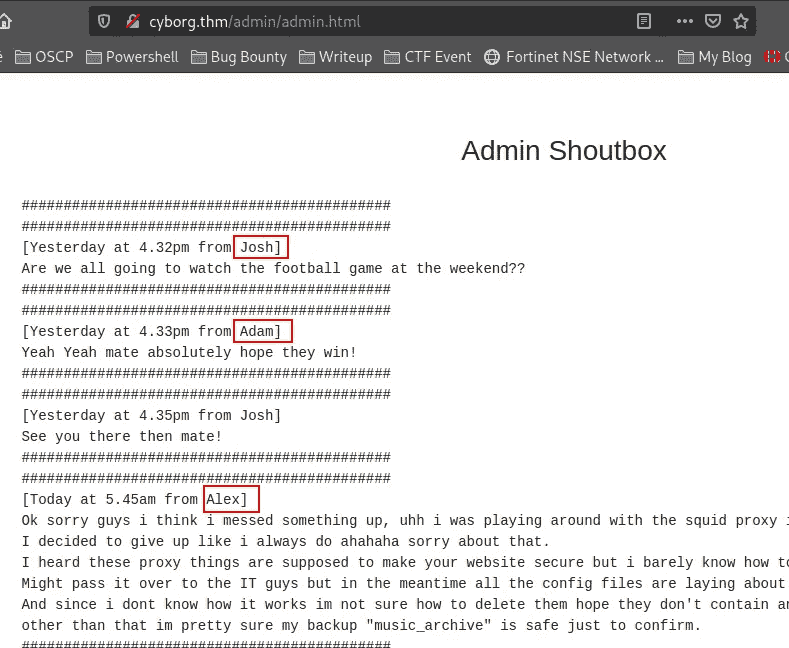 cyborg.thm/admin/admin.html
OSCP Powershell Bug Bounty Writeup CTF Event Fortinet NSE Network ... My Blog
Admin Shoutbox
############################################
############################################
[Yesterday at 4.32pm from Josh]
Are we all going to watch the football game at the weekend??
############################################
############################################
[Yesterday at 4.33pm from Adam]
Yeah Yeah mate absolutely hope they win!
############################################
############################################
[Yesterday at 4.35pm from Josh]
See you there then mate!
############################################
############################################
[Today at 5.45am from Alex]
Ok sorry guys i think i messed something up, uhh i was playing around with the squid proxy
I decided to give up like i always do ahahaha sorry about that.
I heard these proxy things are supposed to make your website secure but i barely know how
Might pass it over to the IT guys but in the meantime all the config files are laying about
And since i dont know how it works im not sure how to delete them hope they don't contain
other than that im pretty sure my backup "music_archive" is safe just to confirm.
############################################